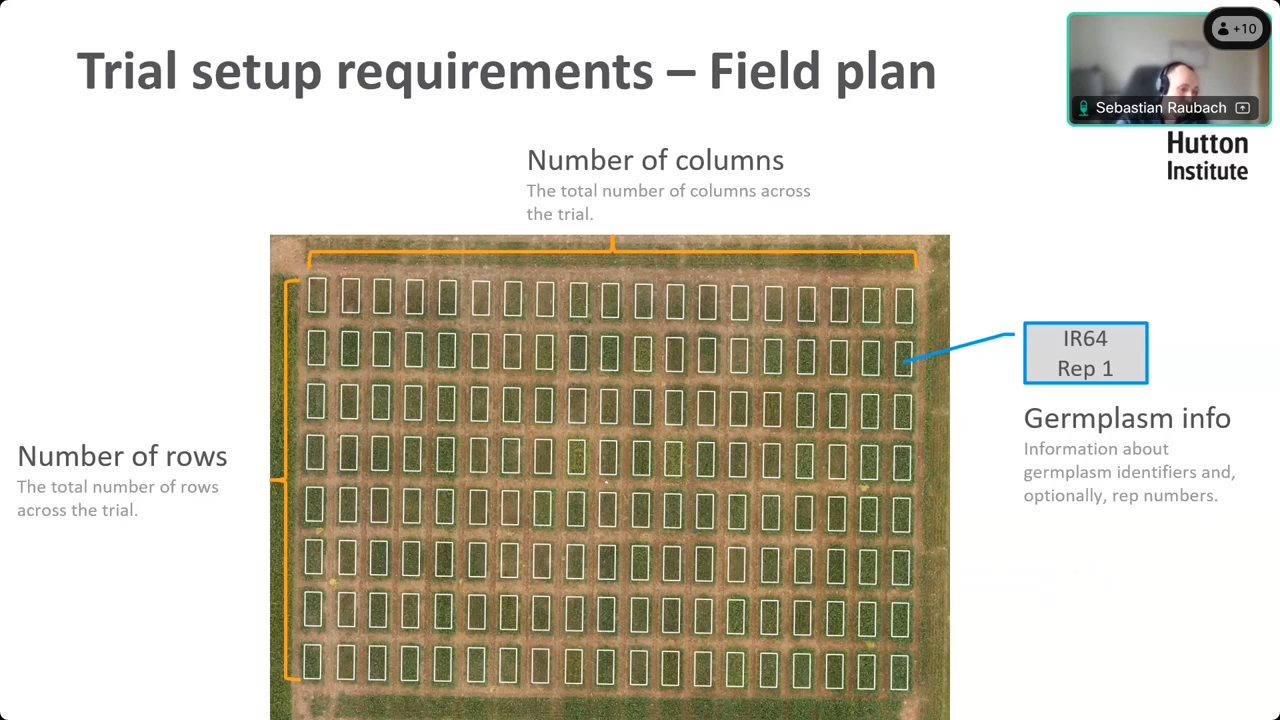 Trial setup requirements – Field plan
+10
Sebastian Raubach
Hutton
Institute
Number of columns
The total number of columns across
the trial.
IR64
Rep 1
Germplasm info
Information about
germplasm identifiers and,
optionally, rep numbers.
Number of rows
The total number of rows
across the trial.